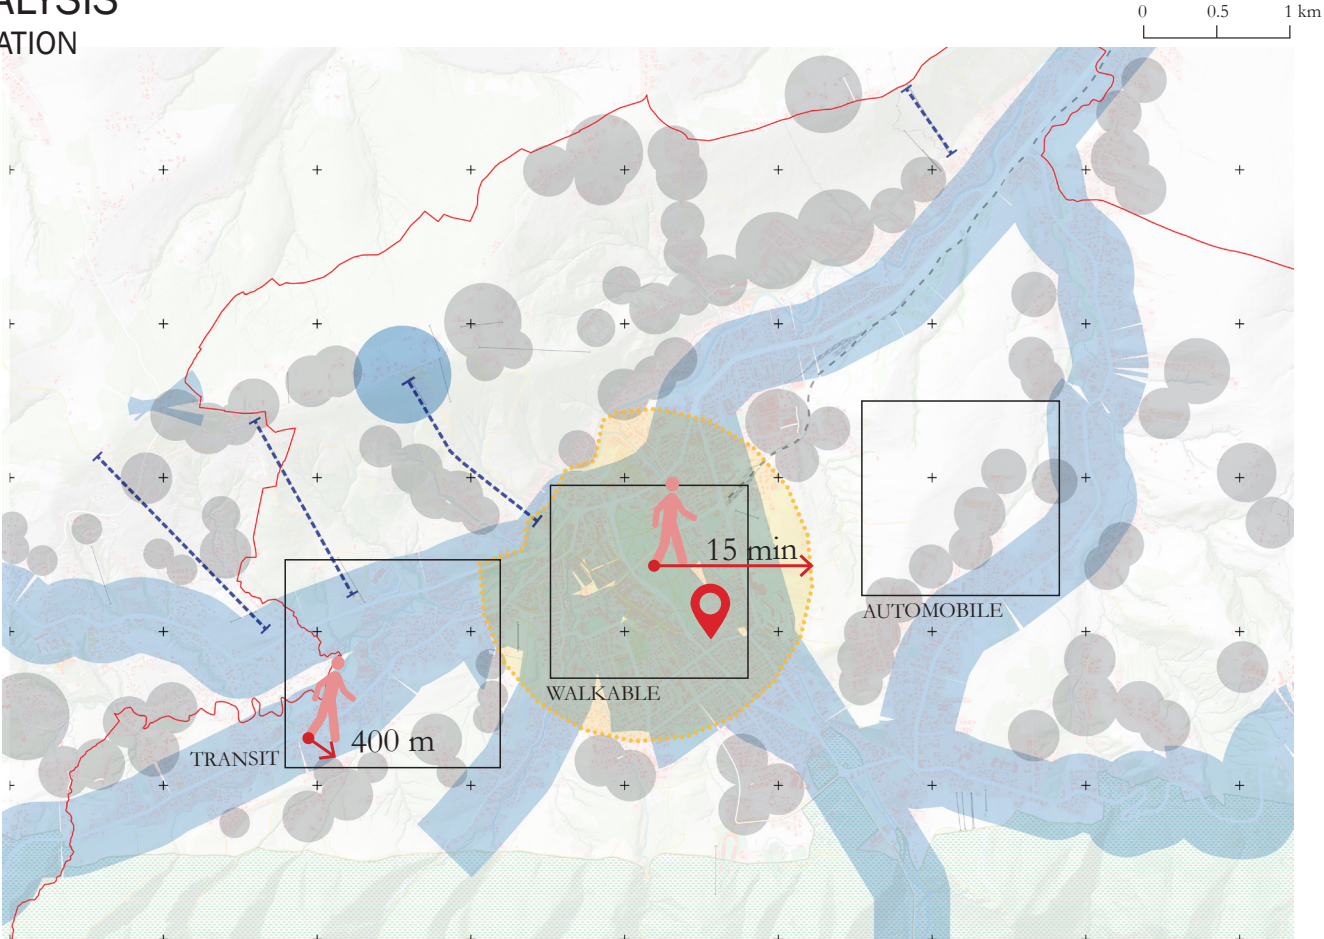 ALYSIS
ATION
0 0.5 1 km
15 min
AUTOMOBILE
WALKABLE
400 m
TRANSIT